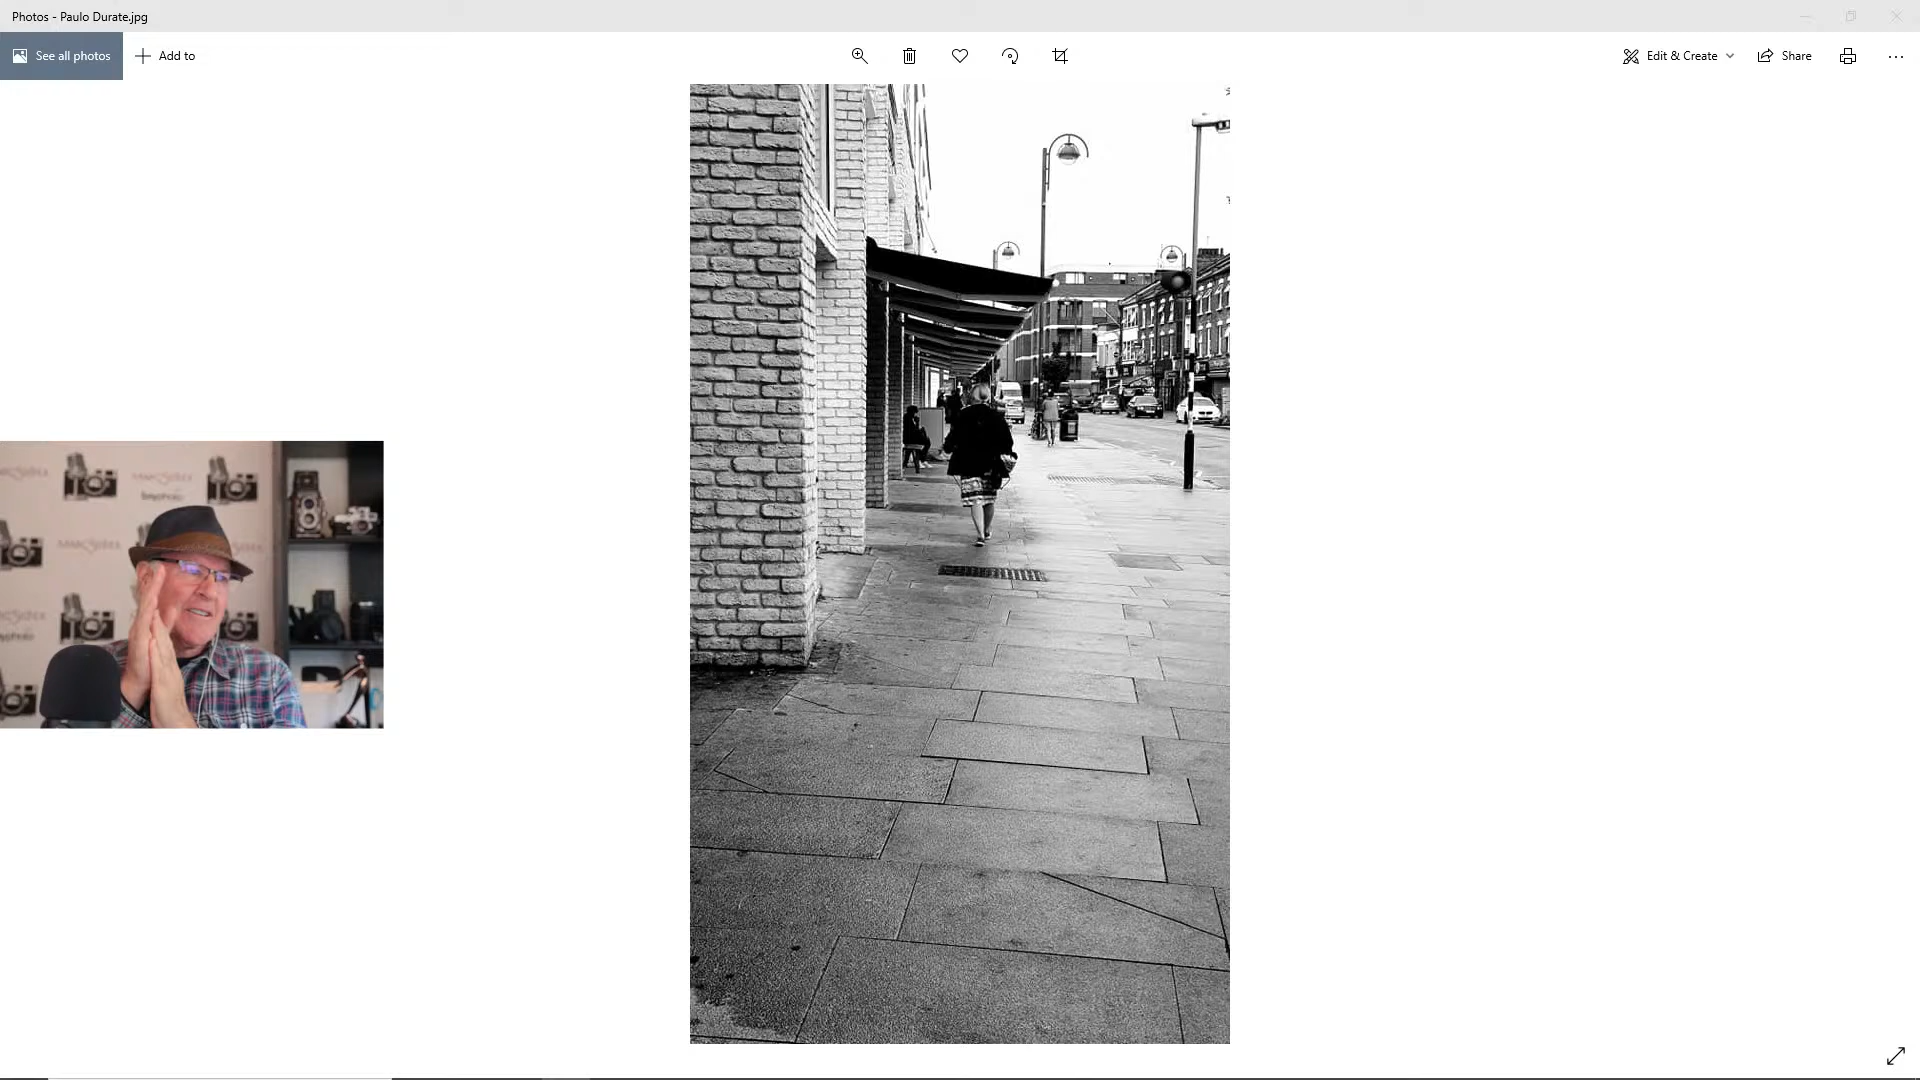 Photos - Paulo Durate.jpg
See all photos
Add to
Edit & Create
Share